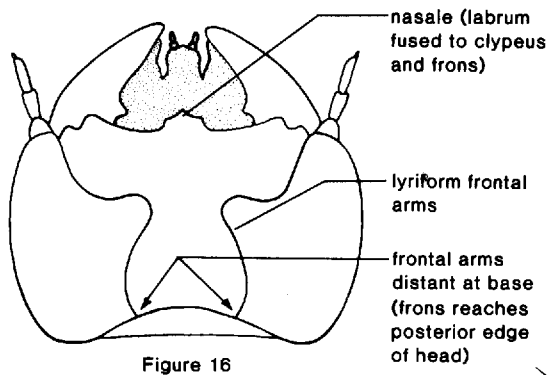 nasale (labrum
fused to clypeus
and frons)
lyriform frontal
arms
frontal arms
distant at base
(frons reaches
posterior edge
of head)
Figure 16